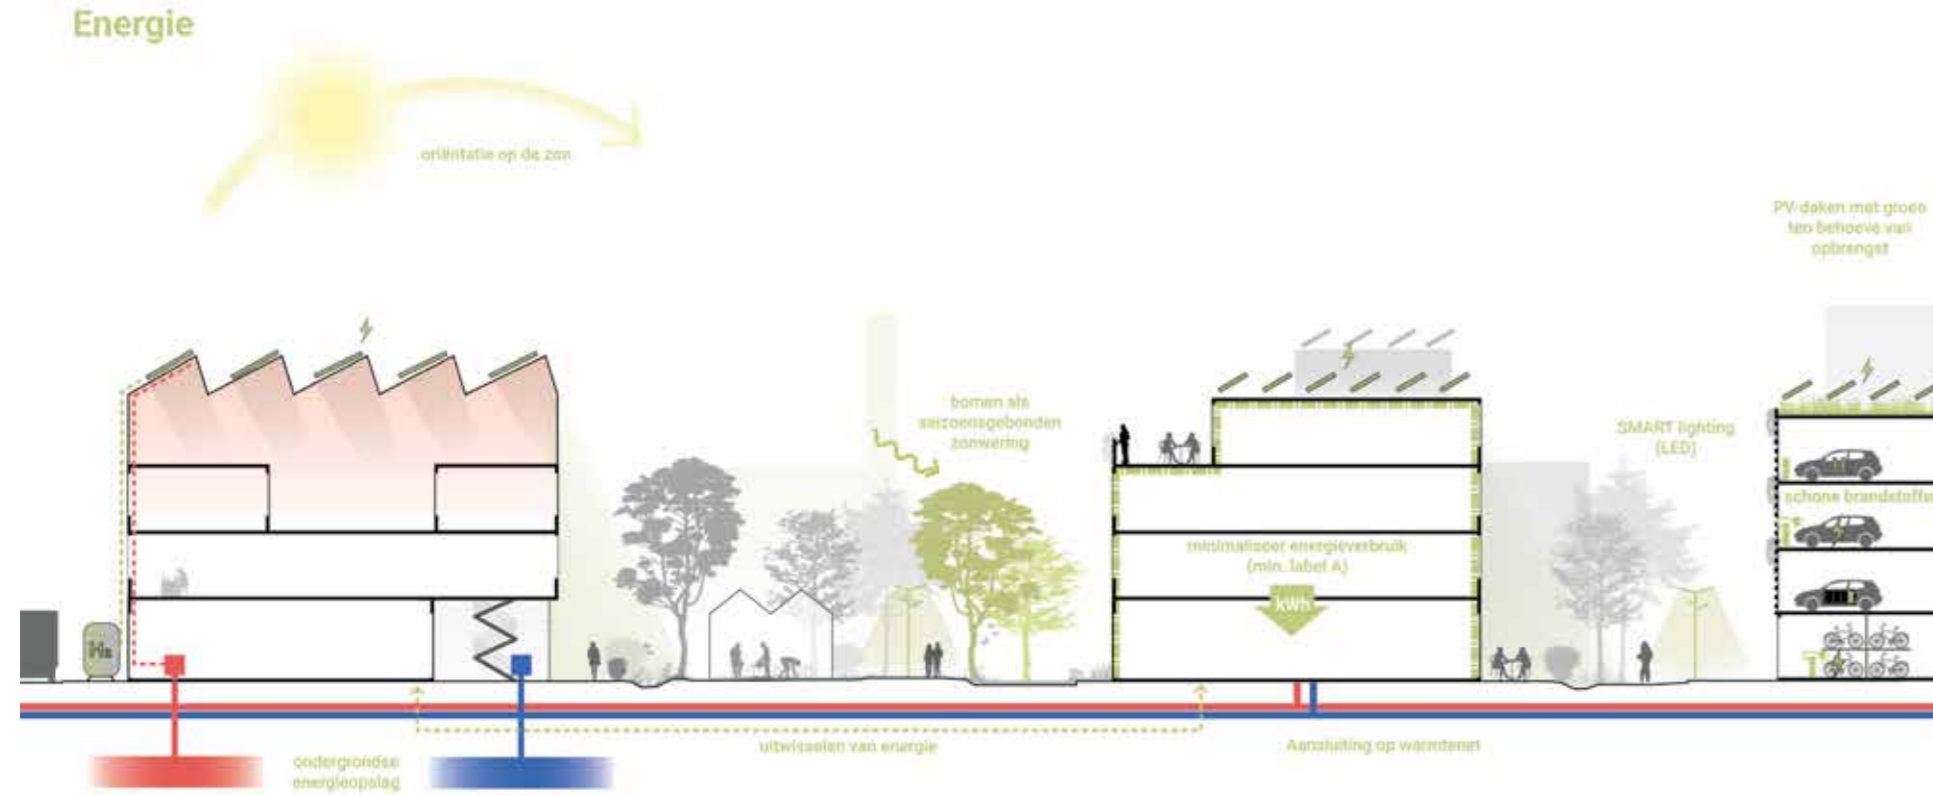 Energie
oriëntatie op de zon
PV-daken met groen
ten behoeve van
opbrengst
bomen als
seizoensgebonden
zonwering
SMART lighting
(LED)
schone brandstoffe
minimaliseer energieverbruik
(min. label A)
kWh
H₂
uitwisselen van energie
Aansluiting op warmtenet
ondergrondse
energieopslag